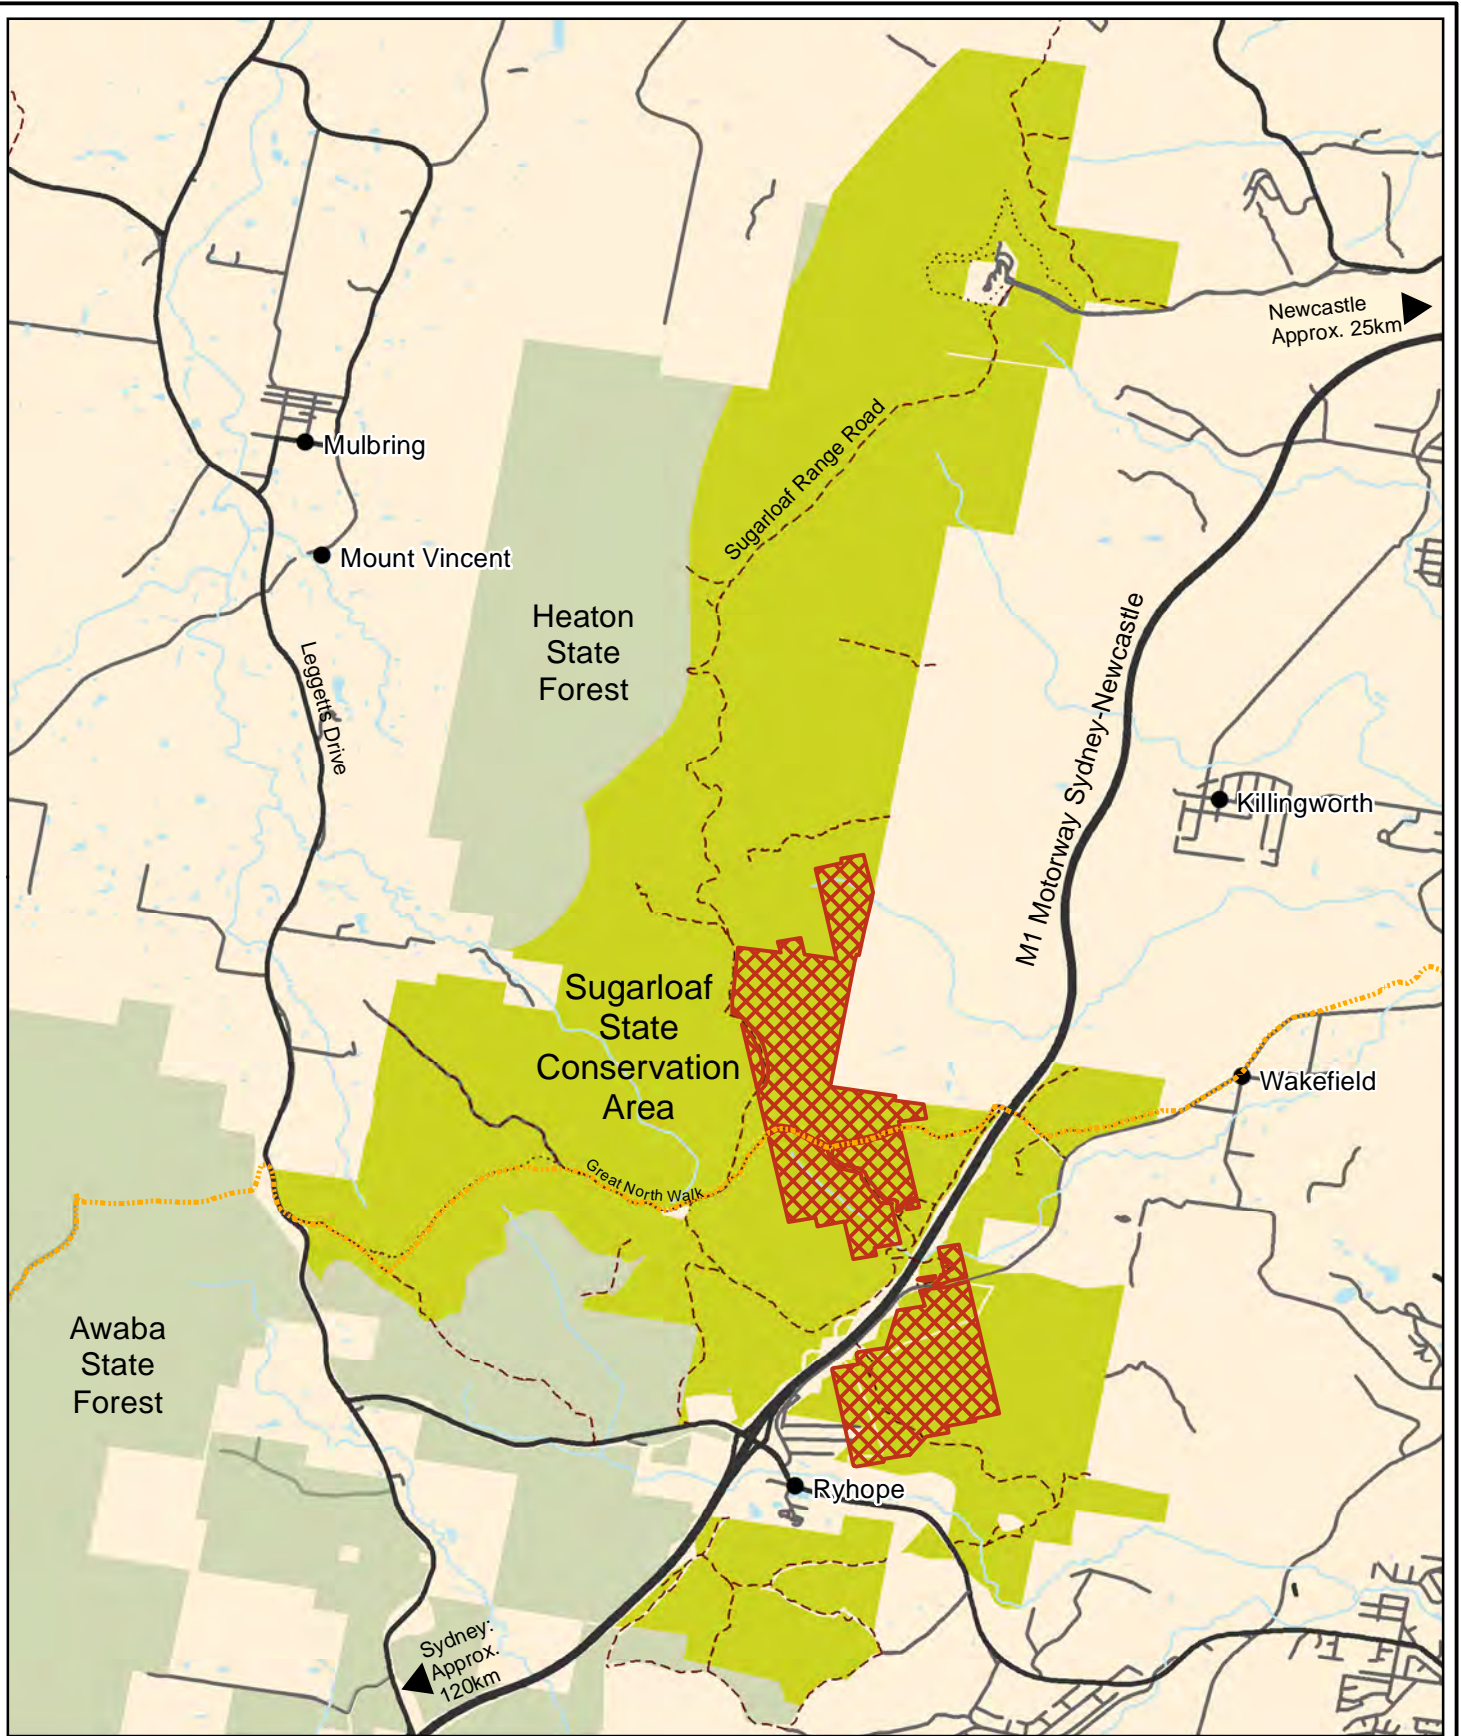 Newcastle
Approx. 25km
Sugarloaf Range Road
Mulbring
Mount Vincent
Heaton
State
Forest
Leggetts Drive
M1 Motorway Sydney-Newcastle
Killingworth
Sugarloaf
State
Conservation
Area
Wakefield
Great North Walk
Awaba
State
Forest
Ryhope
Sydney:
Approx.
120km